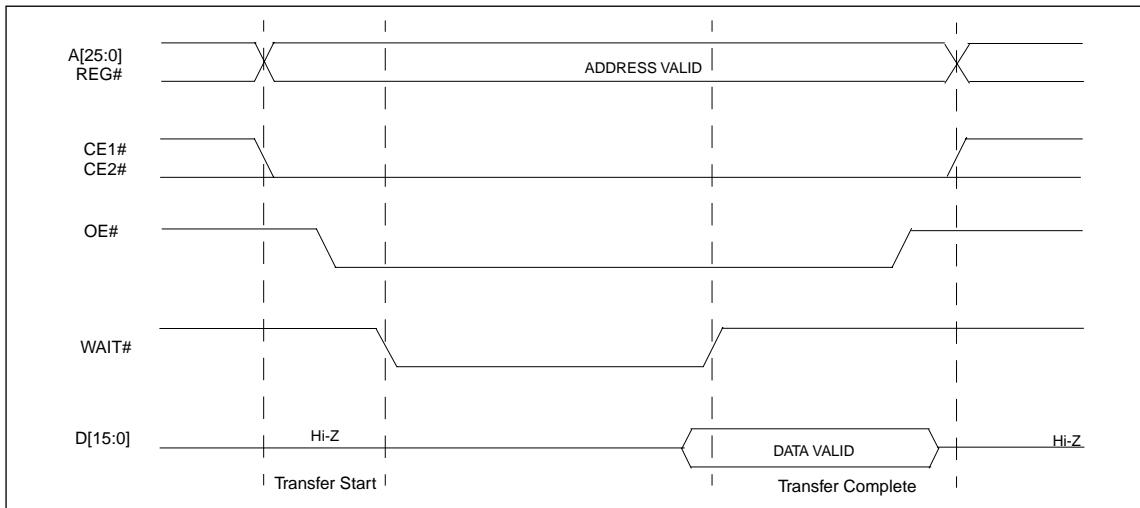 A[25:0]
REG#
ADDRESS VALID
CE1#
CE2#
OE#
WAIT#
D[15:0]
Hi-Z
DATA VALID
Hi-Z
Transfer Start
Transfer Complete